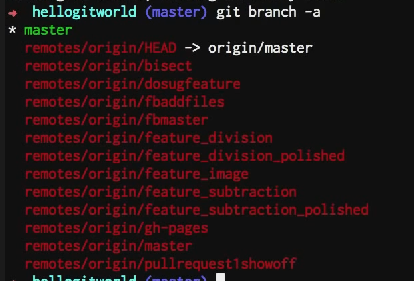 ➜ hellogitworld (master) git branch -a
* master
remotes/origin/HEAD -> origin/master
remotes/origin/bisect
remotes/origin/dosugfeature
remotes/origin/fbaddfiles
remotes/origin/fbmaster
remotes/origin/feature_division
remotes/origin/feature_division_polished
remotes/origin/feature_image
remotes/origin/feature_subtraction
remotes/origin/feature_subtraction_polished
remotes/origin/gh-pages
remotes/origin/master
remotes/origin/pullrequest1showoff
hellogitworld (master)